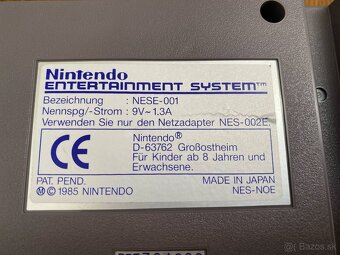 Nintendo
ENTERTAINMENT SYSTEM™
Bezeichnung : NESE-001
Nennspg/-Strom : 9V~1.3A
Verwenden Sie nur den Netzadapter NES-002E
CE
Nintendo®
D-63762 Großostheim
Für Kinder ab 8 Jahren und
Erwachsene.
PAT. PEND. MADE IN JAPAN
Ⓜ©1985 NINTENDO NES-NOE
Bazos.sk